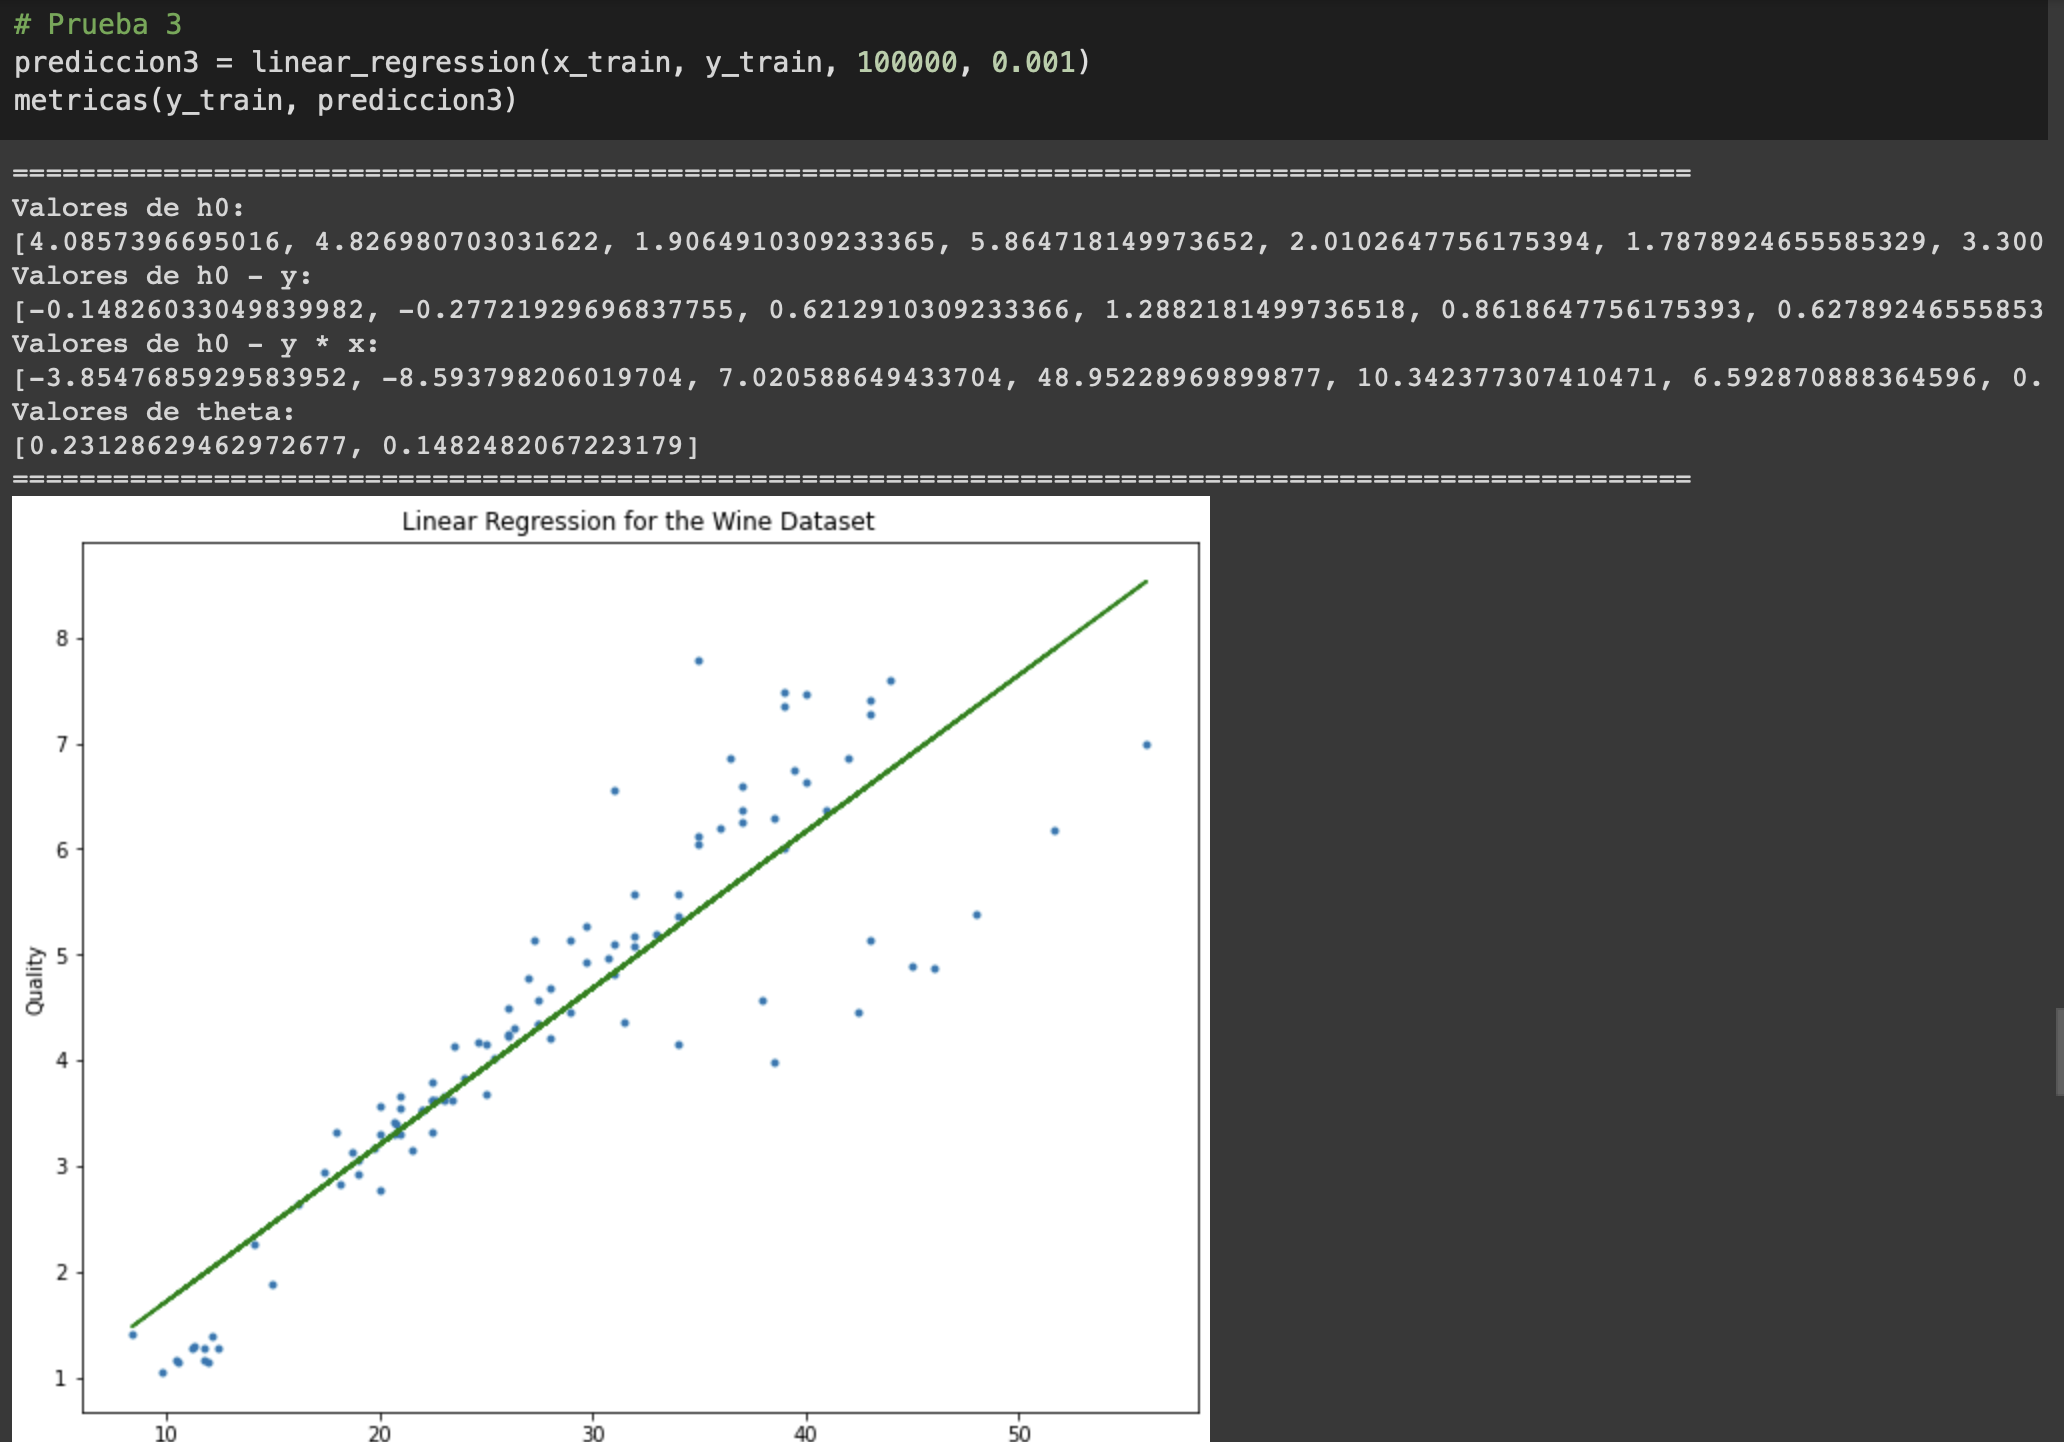 # Prueba 3
prediccion3 = linear_regression(x_train, y_train, 100000, 0.001)
metricas(y_train, prediccion3)
====================================================================================================
Valores de h0:
[4.0857396695016, 4.826980703031622, 1.9064910309233365, 5.864718149973652, 2.0102647756175394, 1.7878924655585329, 3.300
Valores de h0 - y:
[-0.14826033049839982, -0.27721929696837755, 0.6212910309233366, 1.2882181499736518, 0.8618647756175393, 0.62789246555853
Valores de h0 - y * x:
[-3.8547685929583952, -8.593798206019704, 7.020588649433704, 48.95228969899877, 10.342377307410471, 6.592870888364596, 0.
Valores de theta:
[0.23128629462972677, 0.1482482067223179]
====================================================================================================
Linear Regression for the Wine Dataset
8
7
6
5
4
3
2
1
Quality
10 20 30 40 50